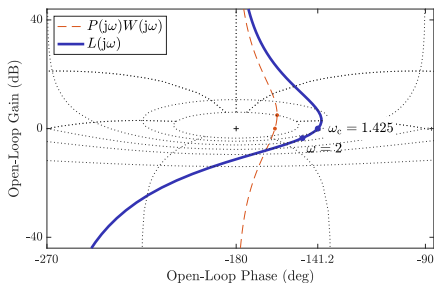 P(jω)W(jω)
L(jω)
40
0
-40
Open-Loop Gain (dB)
ω_c = 1.425
ω = 2
-270
-180
-141.2
-90
Open-Loop Phase (deg)